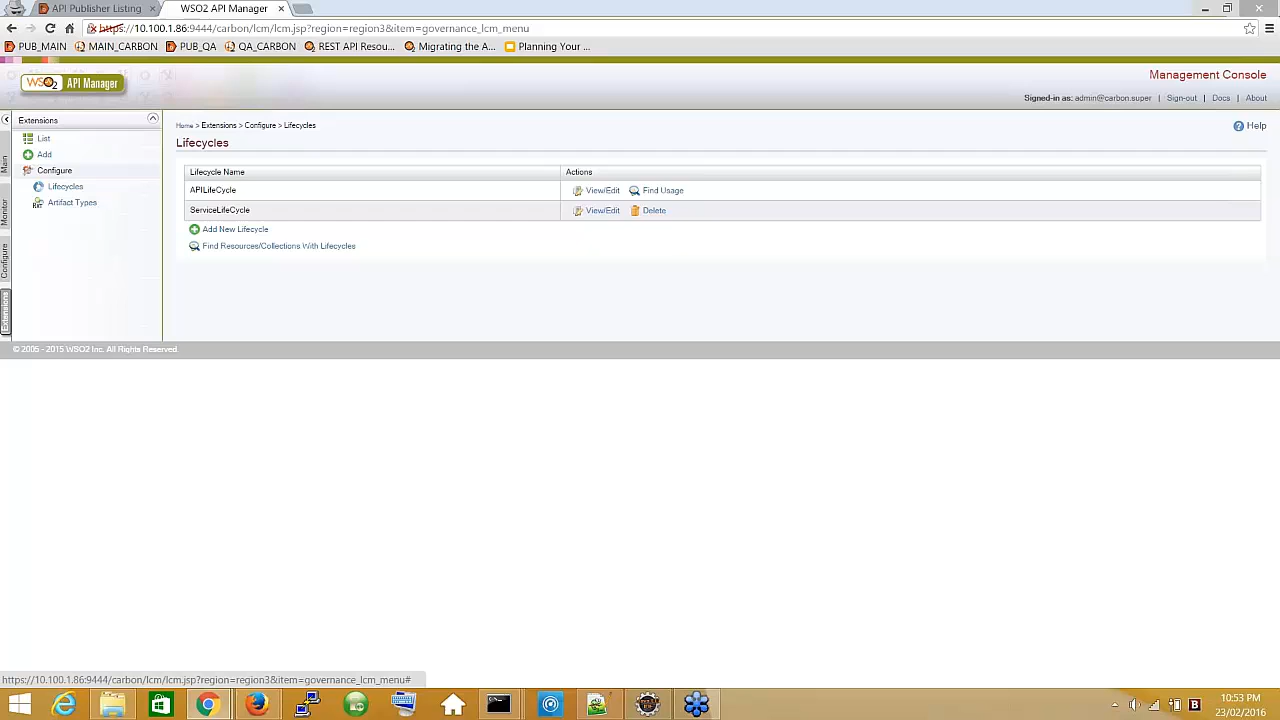 API Publisher Listing
WSO2 API Manager
https://10.100.1.86:9444/carbon/lcm/lcm.jsp?region=region3&item=governance_lcm_menu
PUB_MAIN MAIN_CARBON PUB_QA QA_CARBON REST API Resou... Migrating the A... Planning Your ...
WSO2 API Manager
Management Console
Signed-in as: admin@carbon.super | Sign-out | Docs | About
Main
Monitor
Configure
Extensions
Extensions
List
Add
Configure
Lifecycles
Artifact Types
Home > Extensions > Configure > Lifecycles
Help
Lifecycles
Lifecycle Name Actions
APILifeCycle View/Edit Find Usage
ServiceLifeCycle View/Edit Delete
Add New Lifecycle
Find Resources/Collections With Lifecycles
© 2005 - 2015 WSO2 Inc. All Rights Reserved.
https://10.100.1.86:9444/carbon/lcm/lcm.jsp?region=region3&item=governance_lcm_menu#
10:53 PM
23/02/2016